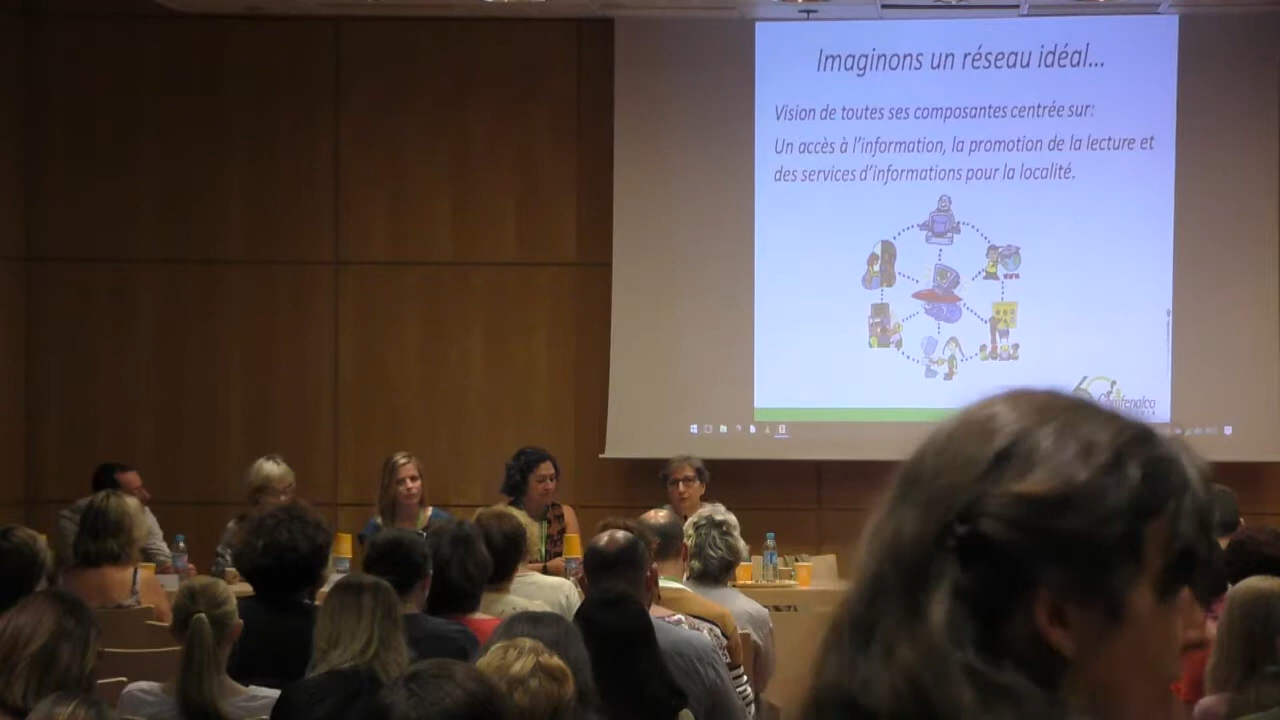 Imaginons un réseau idéal...
Vision de toutes ses composantes centrée sur:
Un accès à l'information, la promotion de la lecture et
des services d'informations pour la localité.
Comfenalco